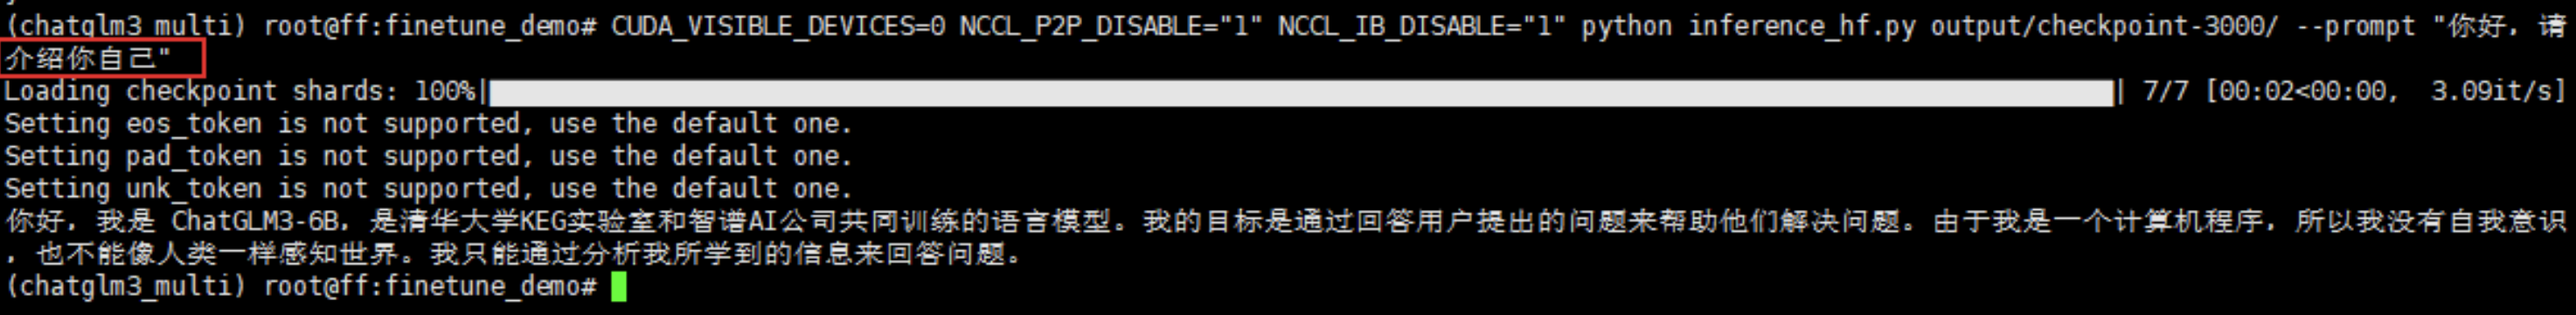 (chatglm3_multi) root@ff:finetune_demo# CUDA_VISIBLE_DEVICES=0 NCCL_P2P_DISABLE="1" NCCL_IB_DISABLE="1" python inference_hf.py output/checkpoint-3000/ --prompt "你好，请
介绍你自己"
Loading checkpoint shards: 100%|| 7/7 [00:02<00:00, 3.09it/s]
Setting eos_token is not supported, use the default one.
Setting pad_token is not supported, use the default one.
Setting unk_token is not supported, use the default one.
你好，我是 ChatGLM3-6B，是清华大学KEG实验室和智谱AI公司共同训练的语言模型。我的目标是通过回答用户提出的问题来帮助他们解决问题。由于我是一个计算机程序，所以我没有自我意识
，也不能像人类一样感知世界。我只能通过分析我所学到的信息来回答问题。
(chatglm3_multi) root@ff:finetune_demo#